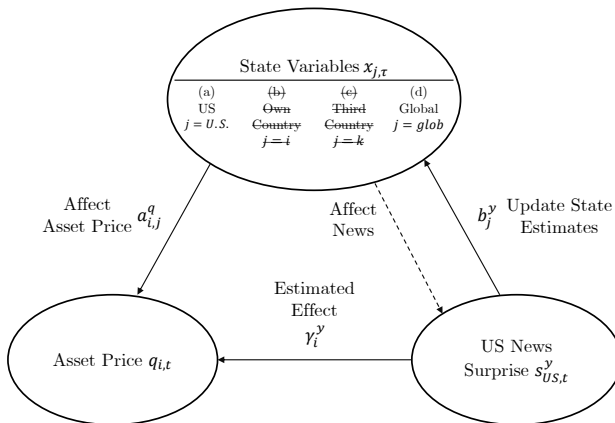 State Variables x_{j,τ}
(a) (b) (c) (d)
US Own Third Global
j = U.S. Country Country j = glob
j = i j = k
Affect
Asset Price a^q_{i,j}
Affect
News
b^y_j Update State
Estimates
Estimated
Effect
γ^y_i
Asset Price q_{i,t}
US News
Surprise s^y_{US,t}